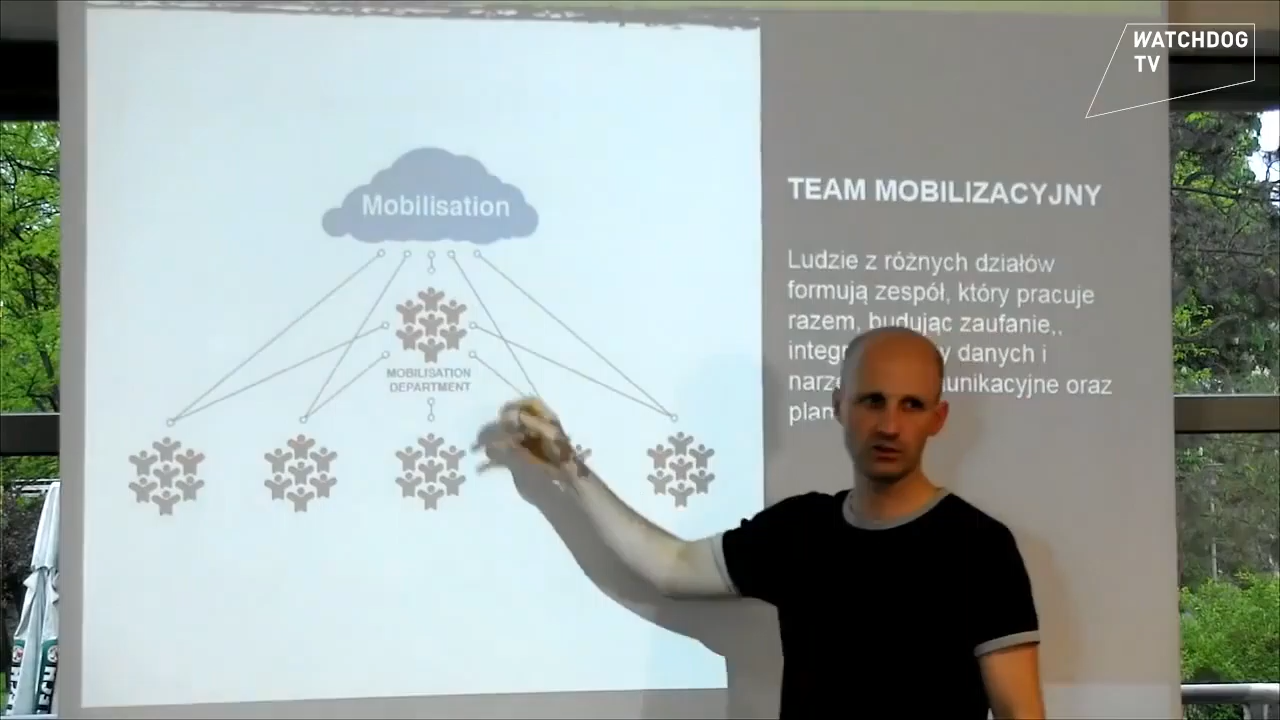 WATCHDOG
TV
Mobilisation
MOBILISATION
DEPARTMENT
TEAM MOBILIZACYJNY
Ludzie z różnych działów
formują zespół, który pracuje
razem, budując zaufanie,,
danych i
oraz